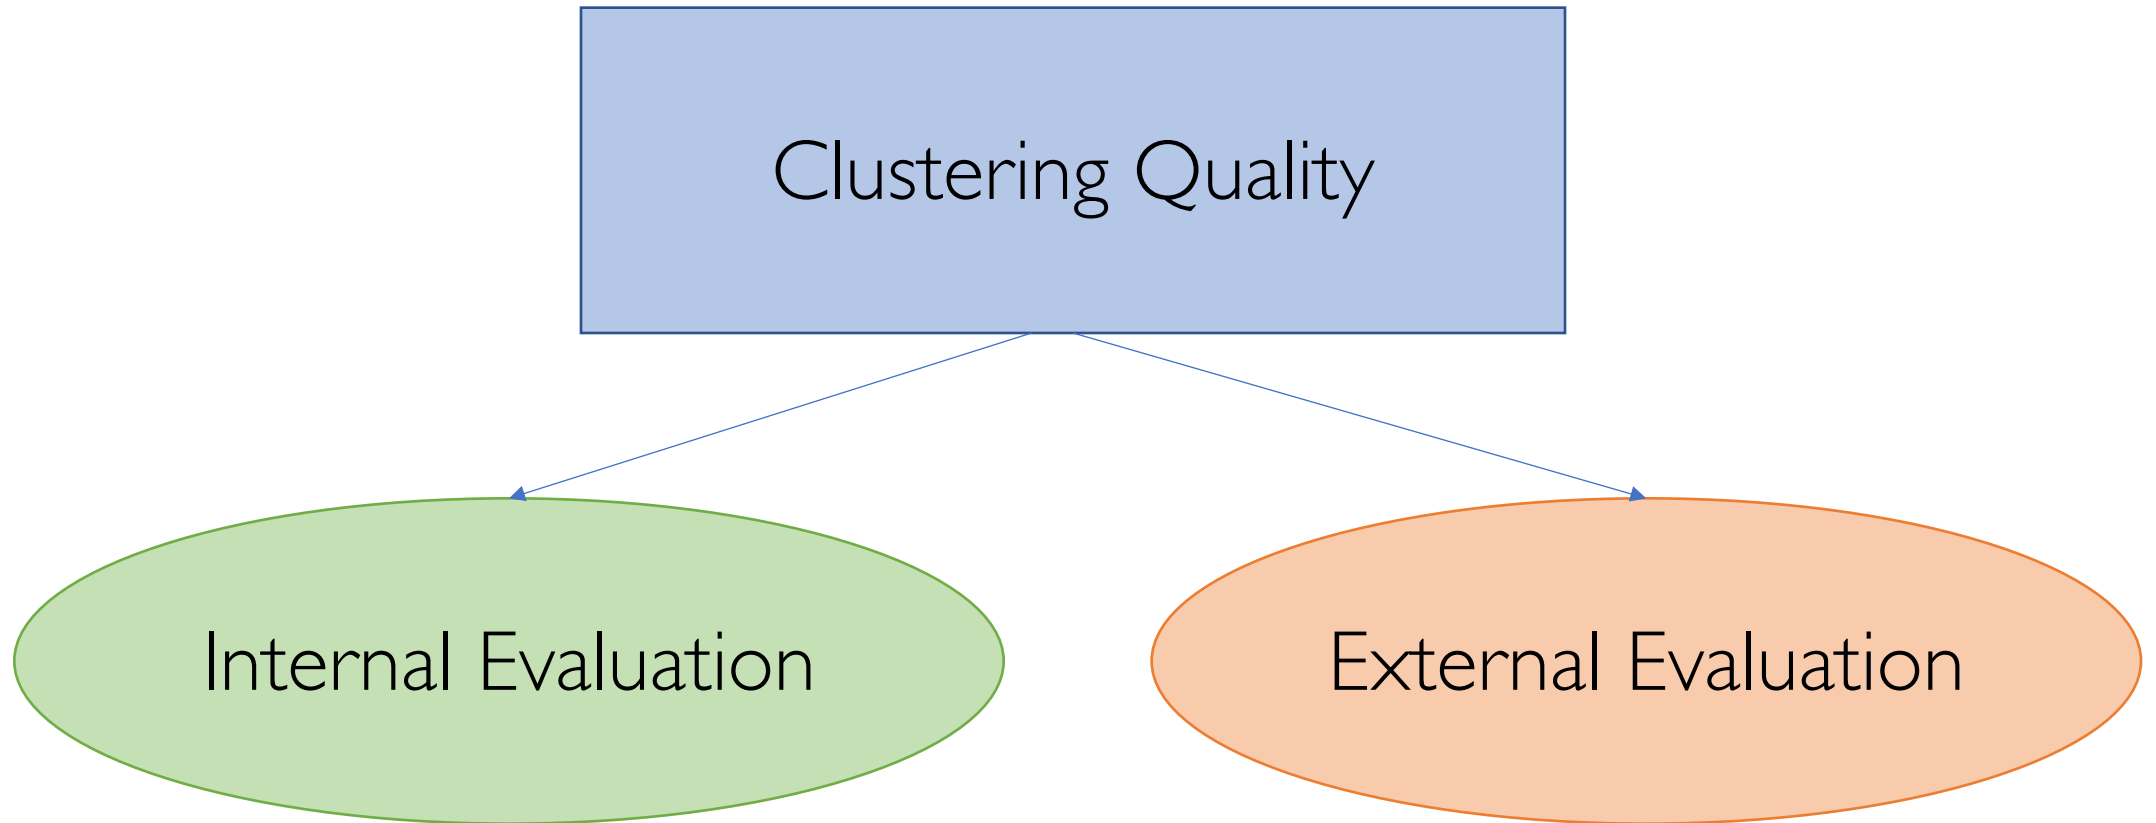 Clustering Quality
Internal Evaluation
External Evaluation